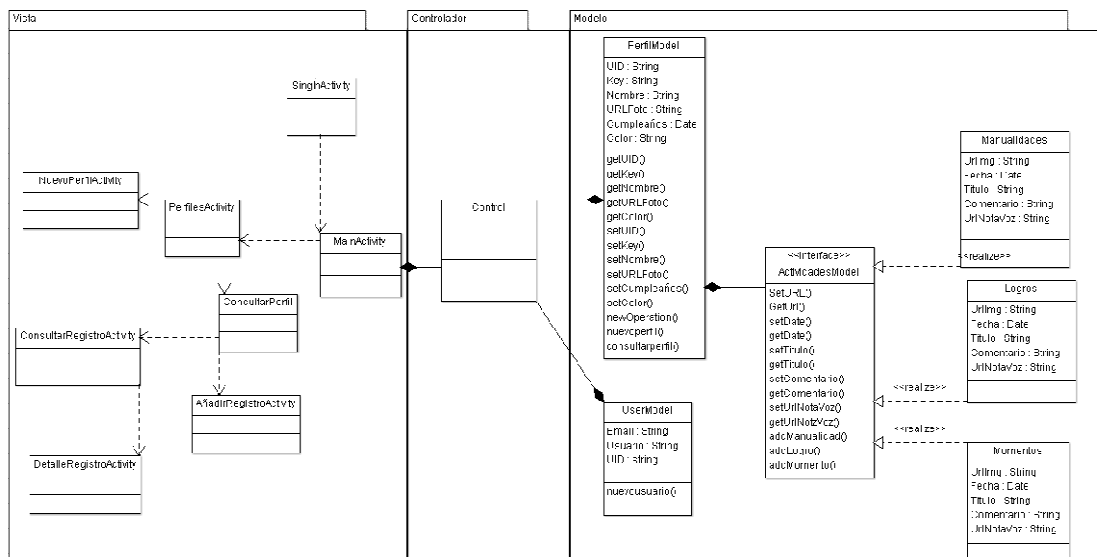 Vista
Controlador
Modelo
SingInActivity
NuevoPerfilActivity
PerfilesActivity
MainActivity
ConsultarPerfil
ConsultarRegistroActivity
AñadirRegistroActivity
DetalleRegistroActivity
Control
PerfilModel
UID : String
Key : String
Nombre : String
URLFoto : String
Cumpleaños : Date
Color : String
getUID()
getKey()
getNombre()
getURLFoto()
getColor()
setUID()
setKey()
setNombre()
setURLFoto()
setCumpleaños()
setColor()
newOperation()
nuevoperfil()
consultarperfil()
UserModel
Email : String
Usuario : String
UID : string
nuevousuario()
<<Interface>>
ActividadesModel
SetURL()
GetUrl()
setDate()
getDate()
setTitulo()
getTitulo()
setComentario()
getComentario()
setUrlNotaVoz()
getUrlNotzVoz()
addManualidad()
addLogro()
addMomento()
<<realize>>
<<realize>>
<<realize>>
Manualidades
UrlImg : String
Fecha : Date
Titulo : String
Comentario : String
UrlNotaVoz : String
Logros
UrlImg : String
Fecha : Date
Titulo : String
Comentario : String
UrlNotaVoz : String
Momentos
UrlImg : String
Fecha : Date
Titulo : String
Comentario : String
UrlNotaVoz : String